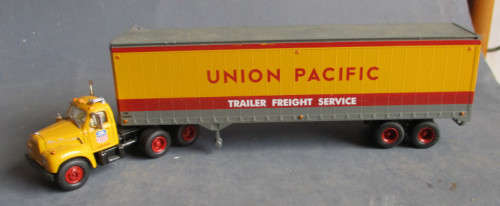 UNION PACIFIC
TRAILER FREIGHT SERVICE